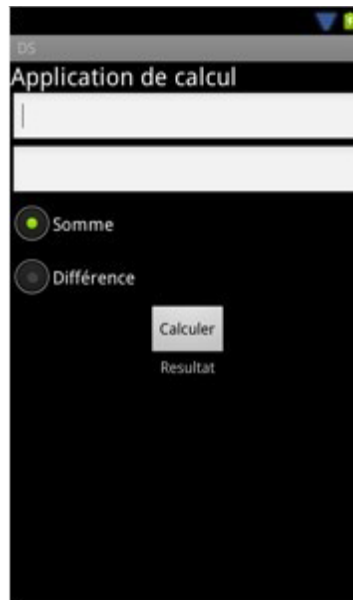 DS
Application de calcul
Somme
Différence
Calculer
Resultat